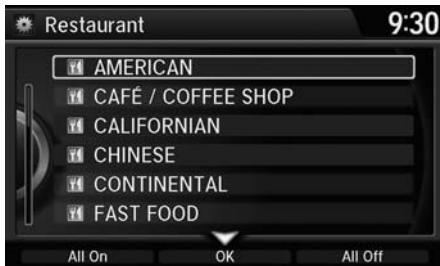 Restaurant 9:30
AMERICAN
CAFÉ / COFFEE SHOP
CALIFORNIAN
CHINESE
CONTINENTAL
FAST FOOD
All On OK All Off